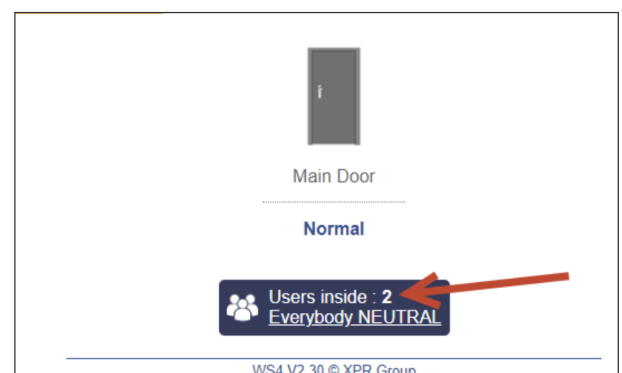 Main Door
Normal
Users inside : 2
Everybody NEUTRAL
WS4 V2.30 © XPR Group